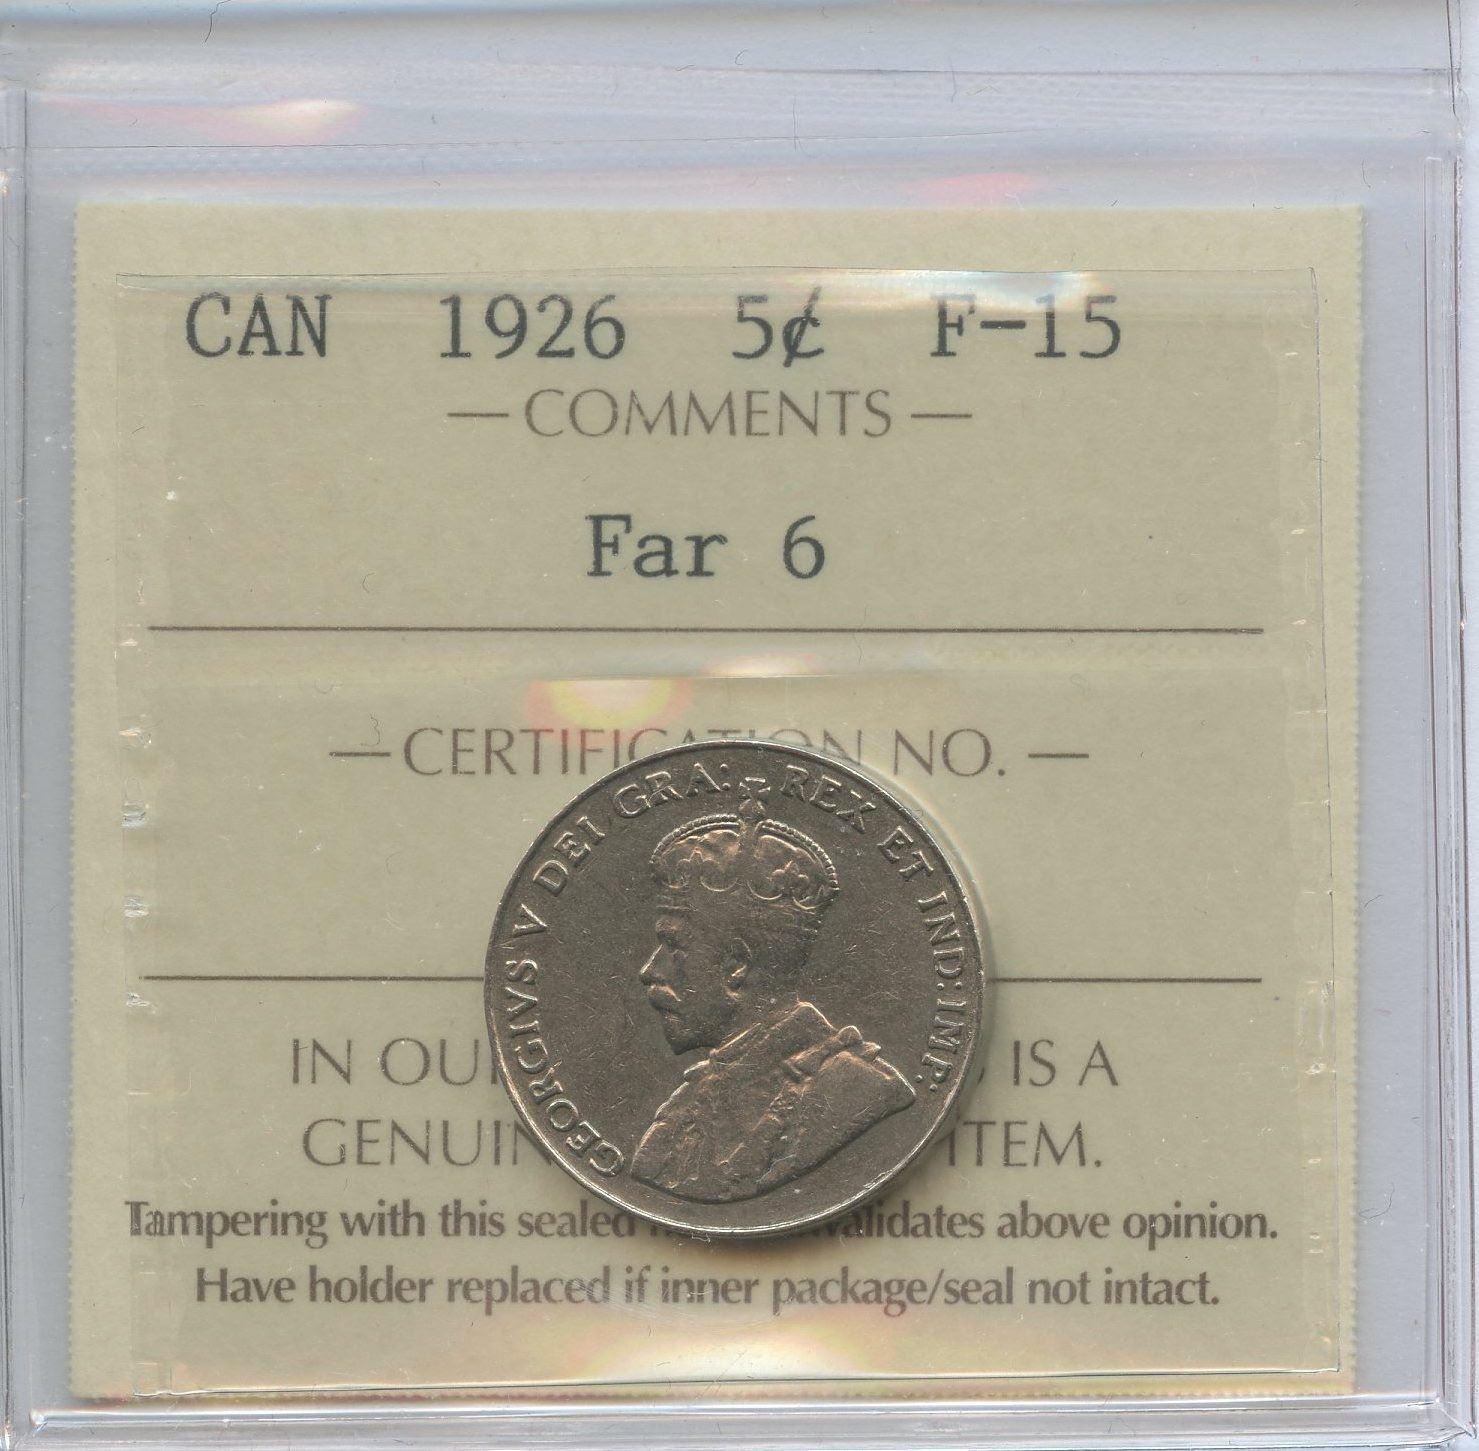 CAN 1926 5¢ F-15
— COMMENTS —
Far 6
— CERTIFICATION NO. —
GEORGIVS V DEI GRA: REX ET IND: IMP:
IN OU IS A
GENUIN ITEM.
Tampering with this sealed validates above opinion.
Have holder replaced if inner package/seal not intact.